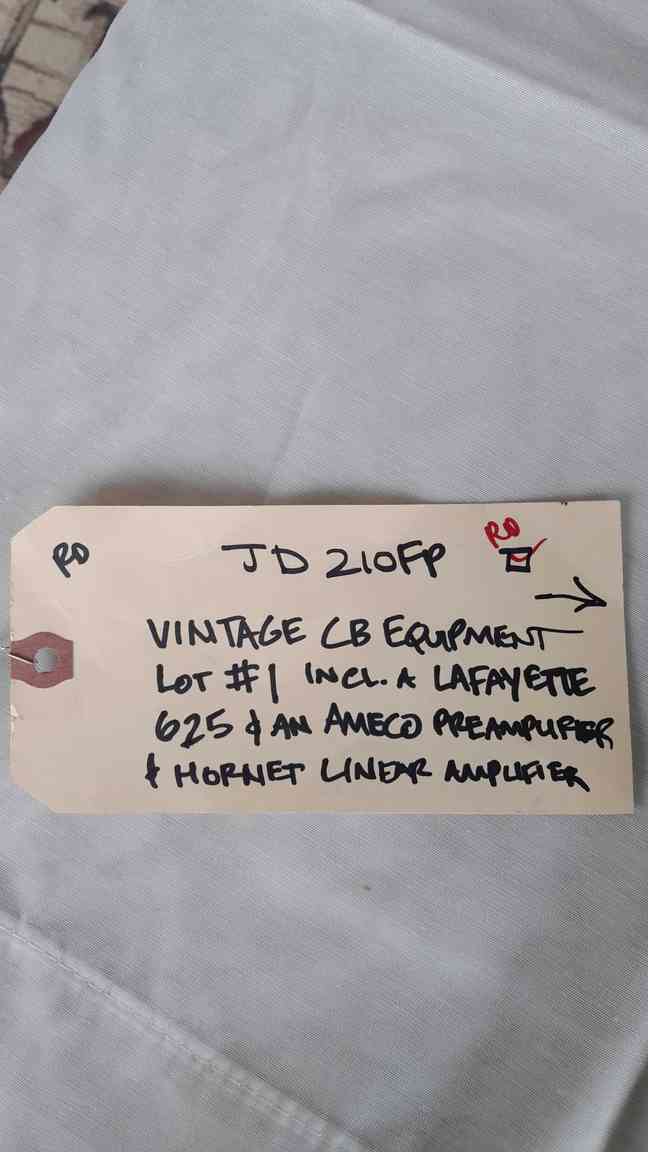 RO JD 210FP RO
VINTAGE CB EQUIPMENT
LOT #1 INCL. A LAFAYETTE
625 & AN AMECO PREAMPLIFIER
& HORNET LINEAR AMPLIFIER